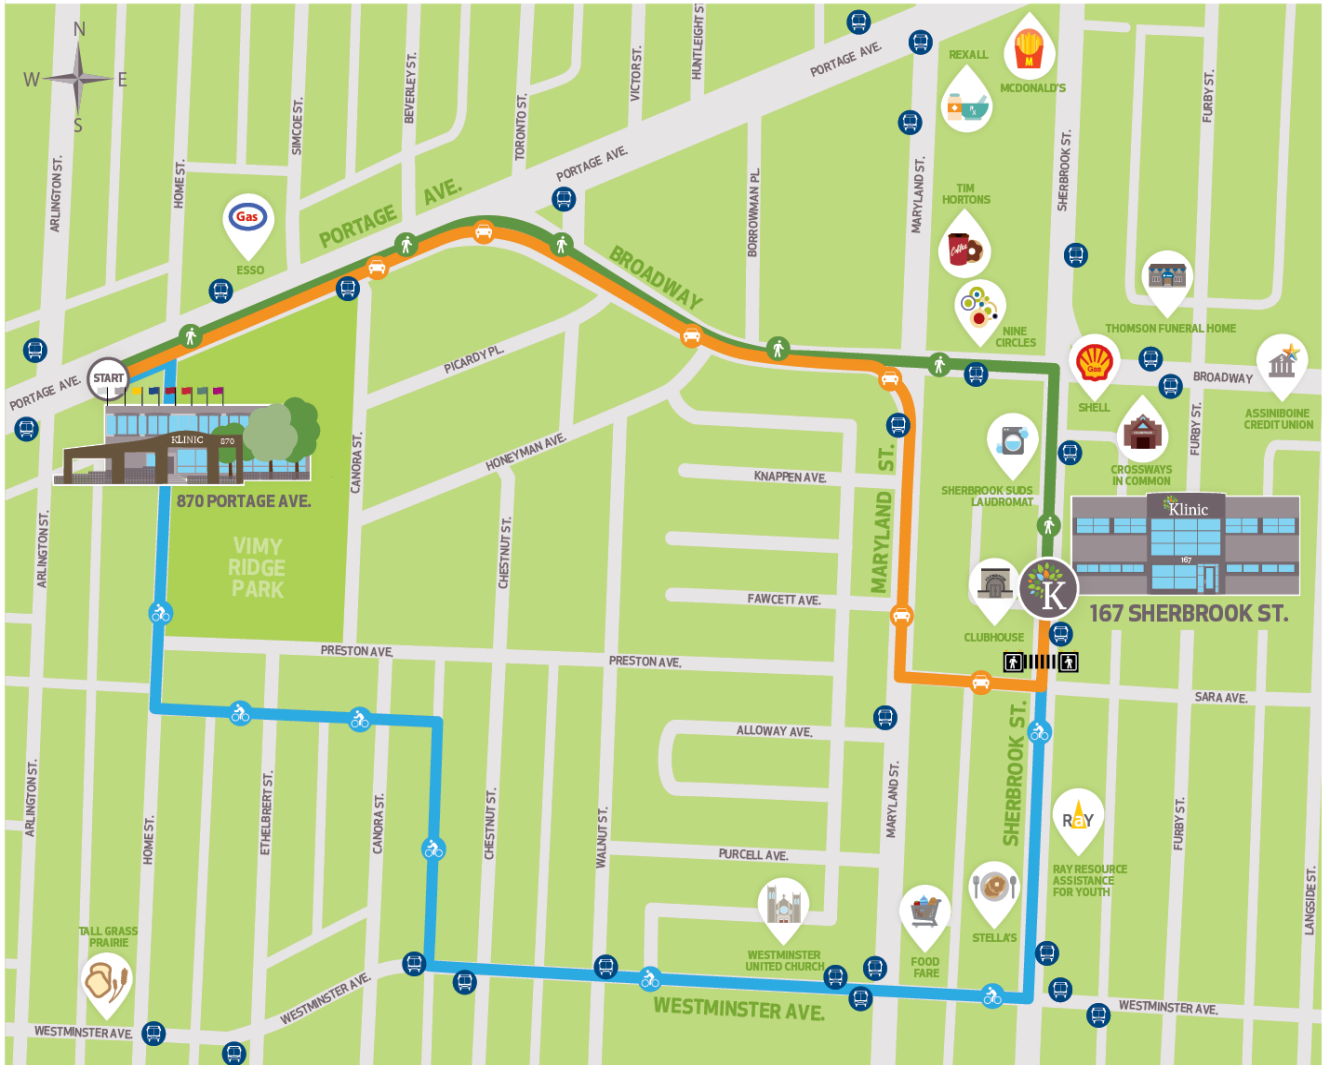 N
W
E
S
PORTAGE AVE.
REXALL
MCDONALD'S
M
ARLINGTON ST.
HOME ST.
SIMCOE ST.
BEVERLEY ST.
TORONTO ST.
VICTOR ST.
HUNTLEIGH ST
PORTAGE AVE.
BORROWMAN PL.
MARYLAND ST.
SHERBROOK ST.
FURBY ST.
Gas
ESSO
PORTAGE AVE.
BROADWAY
TIM
HORTONS
Coffee
NINE
CIRCLES
THOMSON FUNERAL HOME
Gas
SHELL
BROADWAY
ASSINIBOINE
CREDIT UNION
CROSSWAYS
IN COMMON
FURBY ST.
START
PORTAGE AVE.
KLINIC 870
870 PORTAGE AVE.
VIMY
RIDGE
PARK
PICARDY PL.
HONEYMAN AVE.
CANORA ST.
CHESTNUT ST.
KNAPPEN AVE.
MARYLAND ST.
SHERBROOK SUDS
LAUDROMAT
Klinic
167
167 SHERBROOK ST.
K
CLUBHOUSE
ARLINGTON ST.
FAWCETT AVE.
PRESTON AVE.
PRESTON AVE.
SARA AVE.
ALLOWAY AVE.
SHERBROOK ST.
ARLINGTON ST.
HOME ST.
ETHELBRERT ST.
CANORA ST.
CHESTNUT ST.
WALNUT ST.
MARYLAND ST.
FURBY ST.
LANGSIDE ST.
PURCELL AVE.
RAY
RAY RESOURCE
ASSISTANCE
FOR YOUTH
STELLA'S
FOOD
FARE
WESTMINSTER
UNITED CHURCH
TALL GRASS
PRAIRIE
WESTMINSTER AVE.
WESTMINSTER AVE.
WESTMINSTER AVE.
WESTMINSTER AVE.